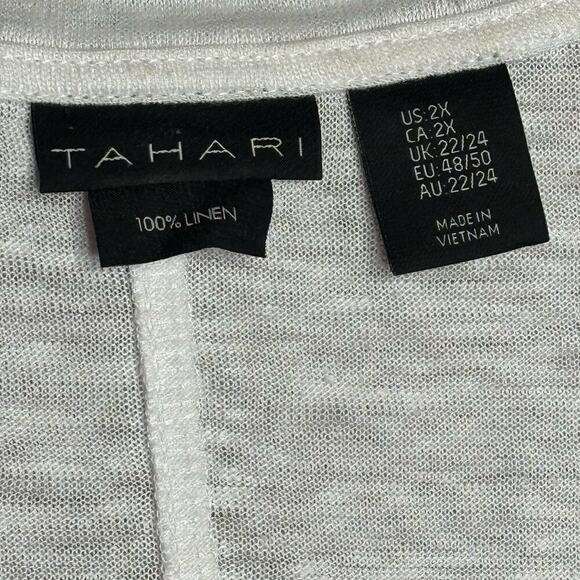 TAHARI
100% LINEN
US: 2X
CA: 2X
UK: 22/24
EU: 48/50
AU: 22/24
MADE IN
VIETNAM